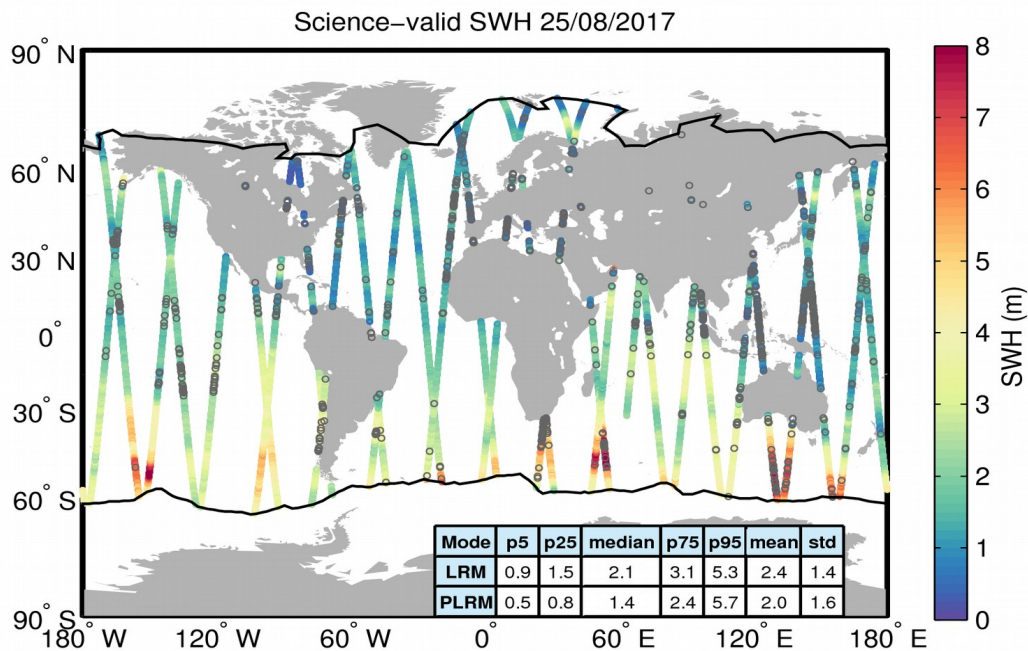 Science−valid SWH 25/08/2017
90° N
60° N
30° N
0°
30° S
60° S
90° S
180° W
120° W
60° W
0°
60° E
120° E
180° E
Mode p5 p25 median p75 p95 mean std
LRM 0.9 1.5 2.1 3.1 5.3 2.4 1.4
PLRM 0.5 0.8 1.4 2.4 5.7 2.0 1.6
8
7
6
5
4
3
2
1
0
SWH (m)